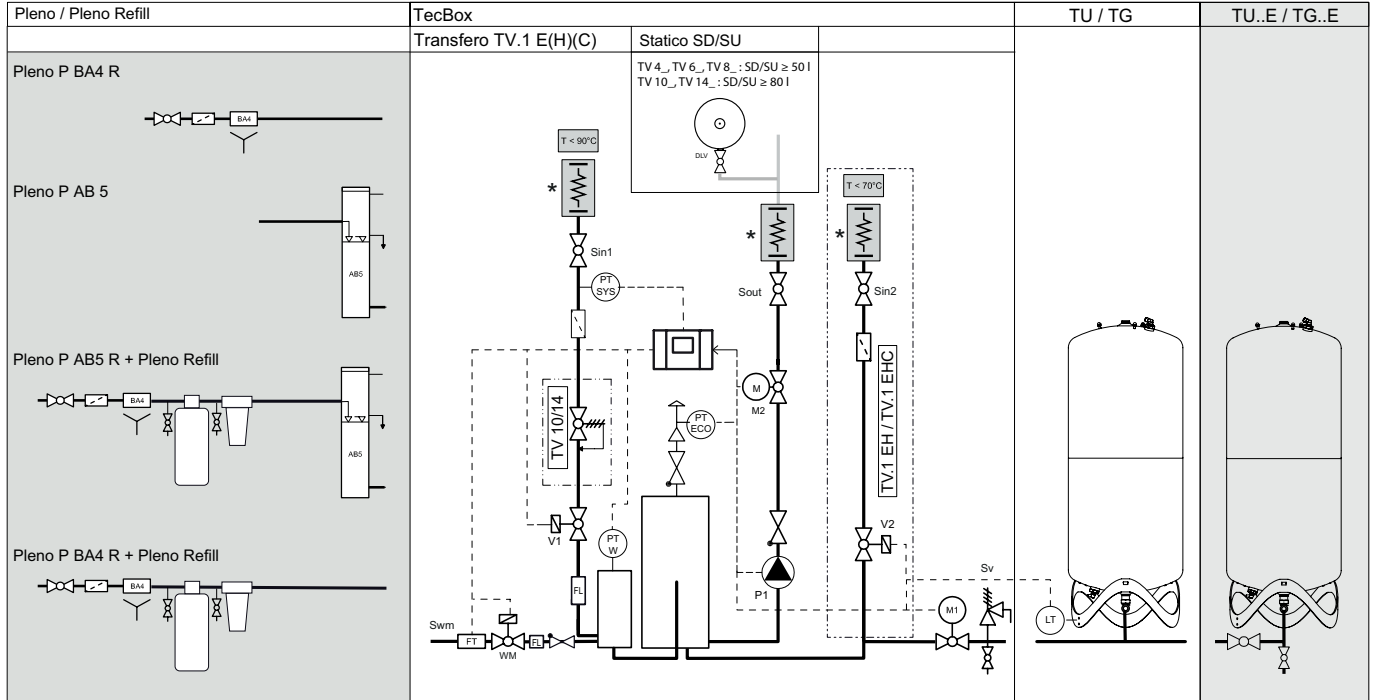 Pleno / Pleno Refill
TecBox
TU / TG
TU..E / TG..E
Transfero TV.1 E(H)(C)
Statico SD/SU
Pleno P BA4 R
BA4
Pleno P AB 5
AB5
Pleno P AB5 R + Pleno Refill
BA4
AB5
Pleno P BA4 R + Pleno Refill
BA4
TV 4_, TV 6_, TV 8_ : SD/SU ≥ 50 l
TV 10_, TV 14_ : SD/SU ≥ 80 l
DLV
T < 90°C
T < 70°C
*
*
*
Sin1
Sout
Sin2
PT
SYS
TV 10/14
M
M2
PT
ECO
TV.1 EH / TV.1 EHC
V1
PT
W
V2
P1
FL
Swm
FT
WM
FL
M1
Sv
LT